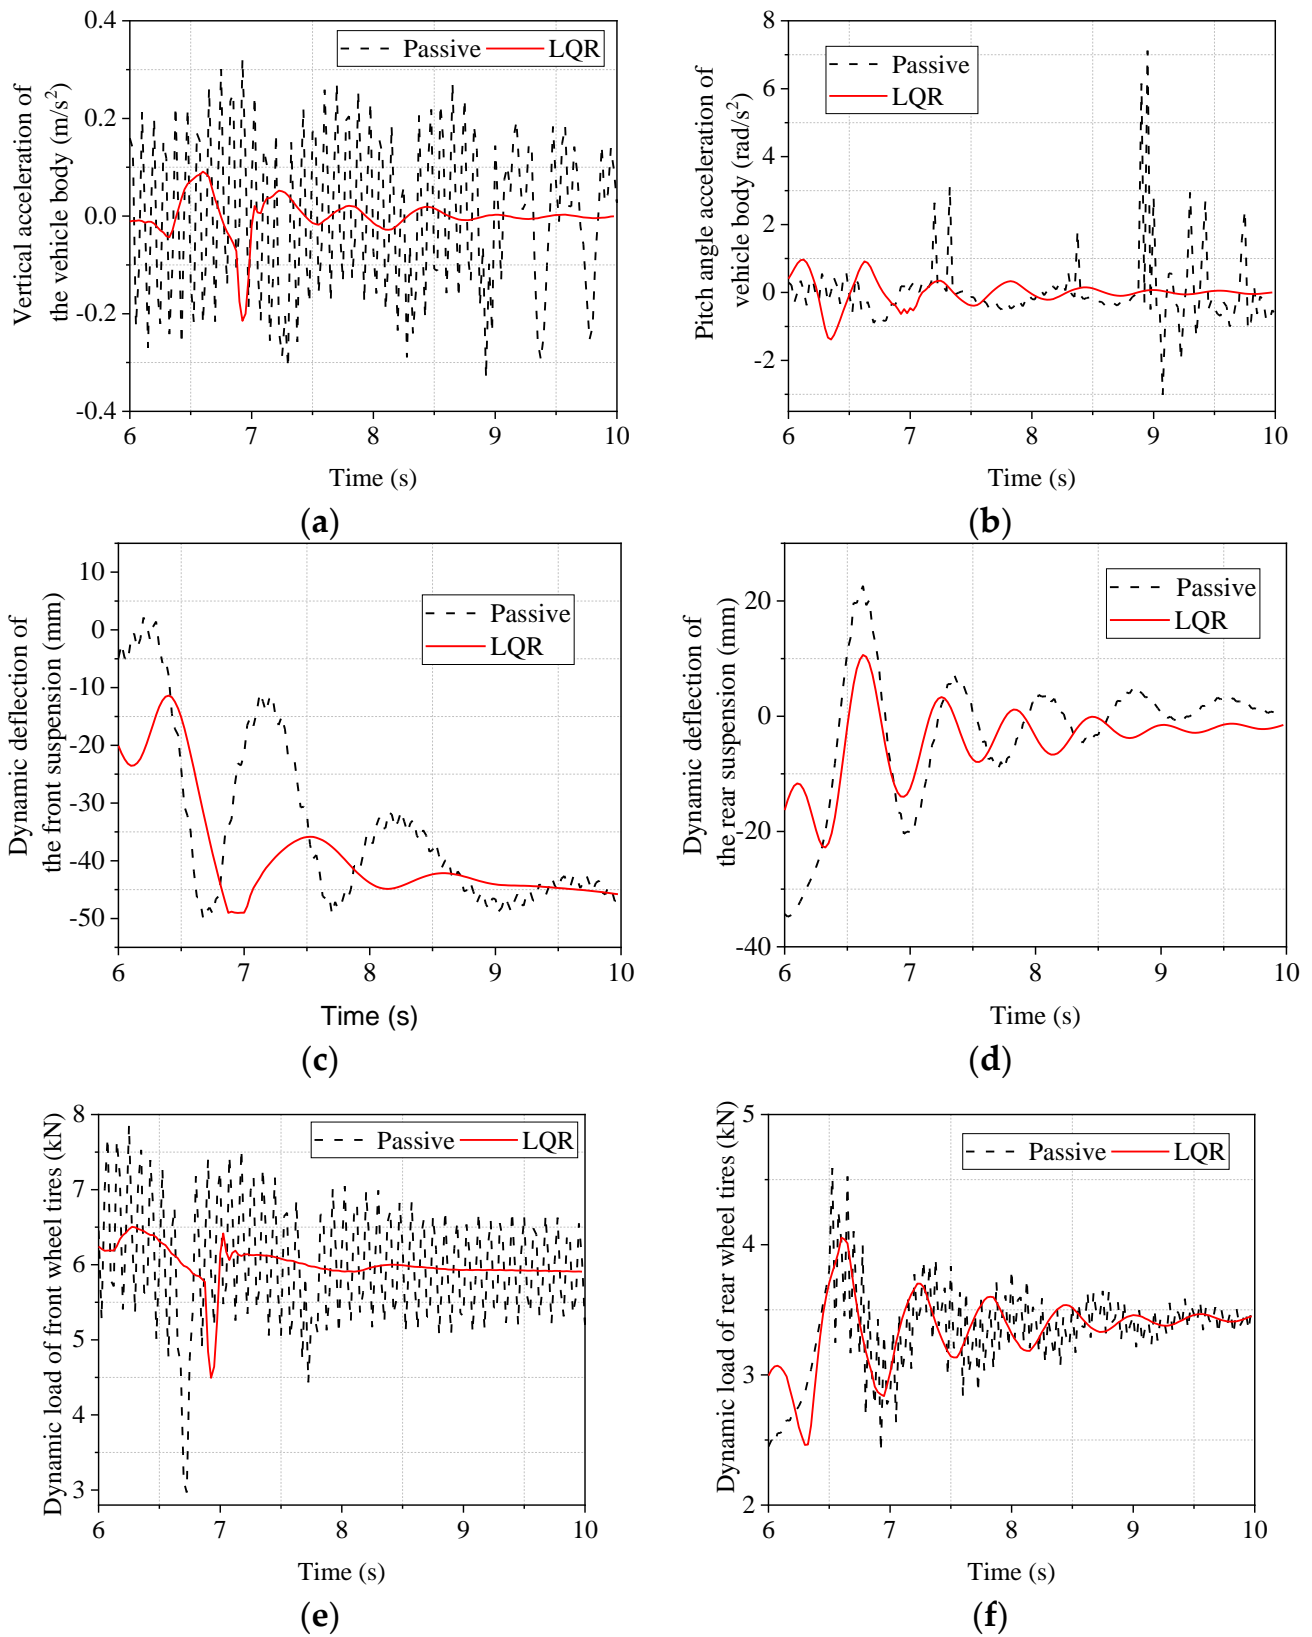 Vertical acceleration of
the vehicle body (m/s²)
0.4
0.2
0.0
-0.2
-0.4
Passive LQR
6 7 8 9 10
Time (s)
(a)
Pitch angle acceleration of
vehicle body (rad/s²)
8
6
4
2
0
-2
Passive
LQR
6 7 8 9 10
Time (s)
(b)
Dynamic deflection of
the front suspension (mm)
10
0
-10
-20
-30
-40
-50
Passive
LQR
6 7 8 9 10
Time (s)
(c)
Dynamic deflection of
the rear suspension (mm)
20
0
-20
-40
Passive
LQR
6 7 8 9 10
Time (s)
(d)
Dynamic load of front wheel tires (kN)
8
7
6
5
4
3
Passive LQR
6 7 8 9 10
Time (s)
(e)
Dynamic load of rear wheel tires (kN)
5
4
3
2
Passive LQR
6 7 8 9 10
Time (s)
(f)